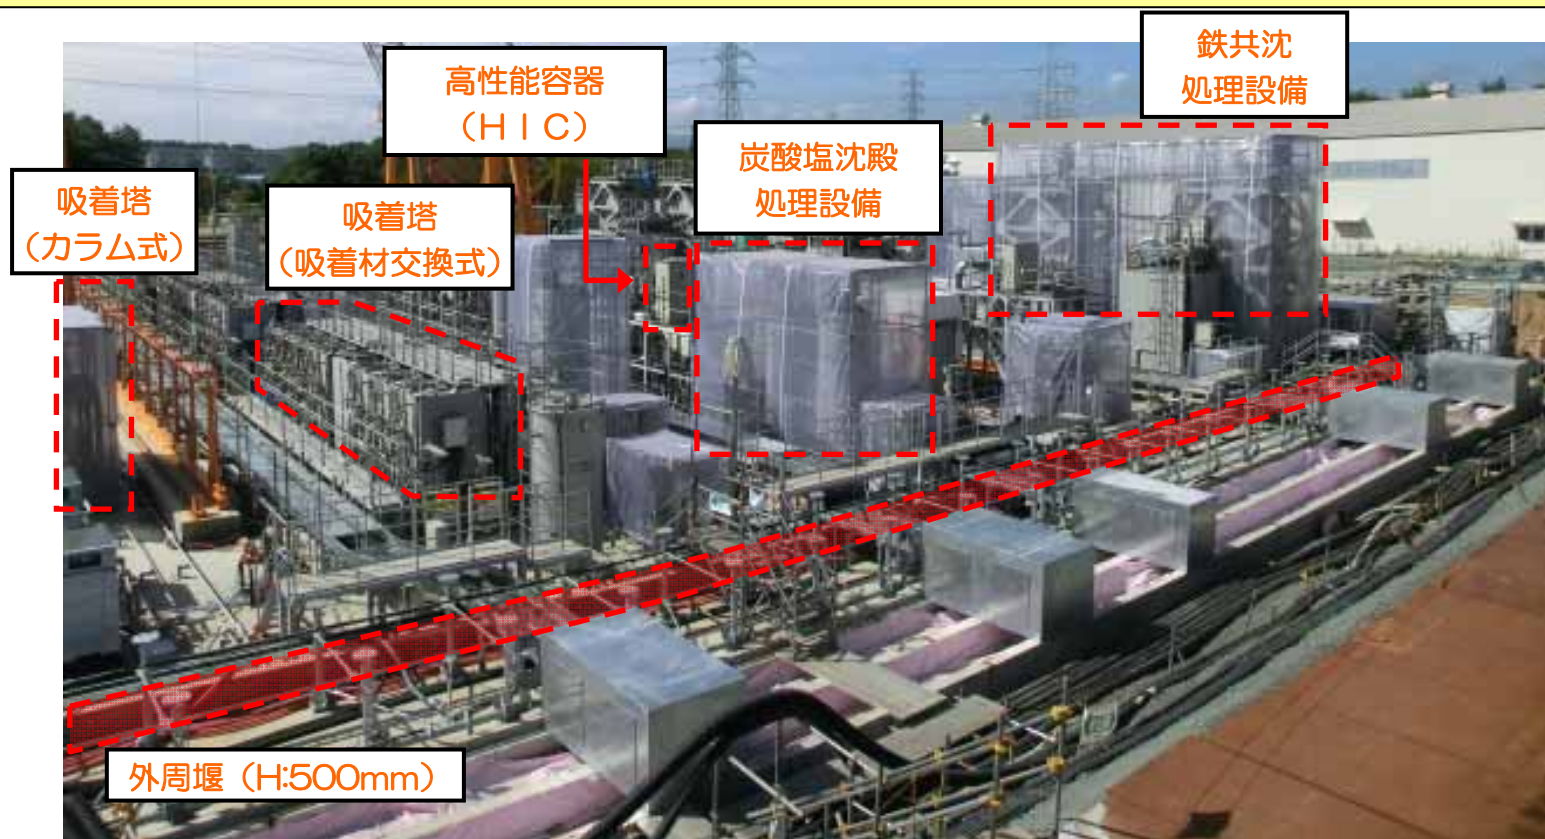 鉄共沈
処理設備
高性能容器
（ＨＩＣ）
炭酸塩沈殿
処理設備
吸着塔
（カラム式）
吸着塔
（吸着材交換式）
外周堰（H:500mm）